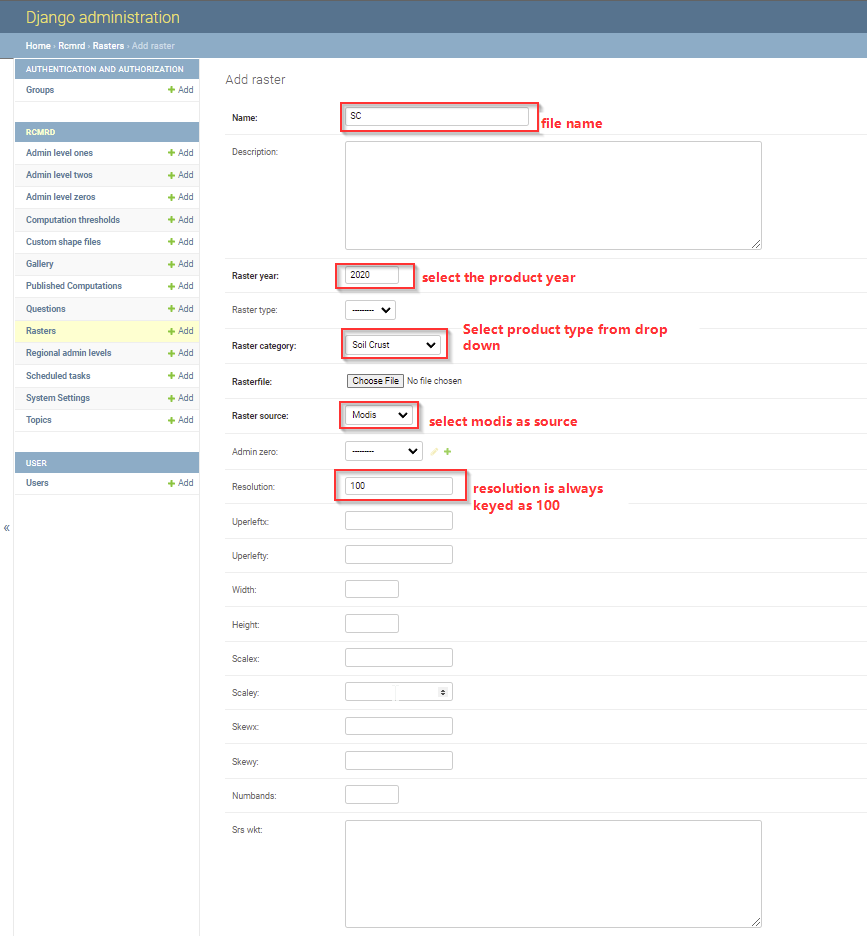 Django administration
Home › Rcmrd › Rasters › Add raster
AUTHENTICATION AND AUTHORIZATION
Groups + Add
RCMRD
Admin level ones + Add
Admin level twos + Add
Admin level zeros + Add
Computation thresholds + Add
Custom shape files + Add
Gallery + Add
Published Computations + Add
Questions + Add
Rasters + Add
Regional admin levels + Add
Scheduled tasks + Add
System Settings + Add
Topics + Add
USER
Users + Add
«
Add raster
Name: SC file name
Description:
Raster year: 2020 select the product year
Raster type: ---------
Raster category: Soil Crust Select product type from drop
down
Rasterfile: Choose File No file chosen
Raster source: Modis select modis as source
Admin zero: ---------
Resolution: 100 resolution is always
keyed as 100
Uperleftx:
Uperlefty:
Width:
Height:
Scalex:
Scaley:
Skewx:
Skewy:
Numbands:
Srs wkt: